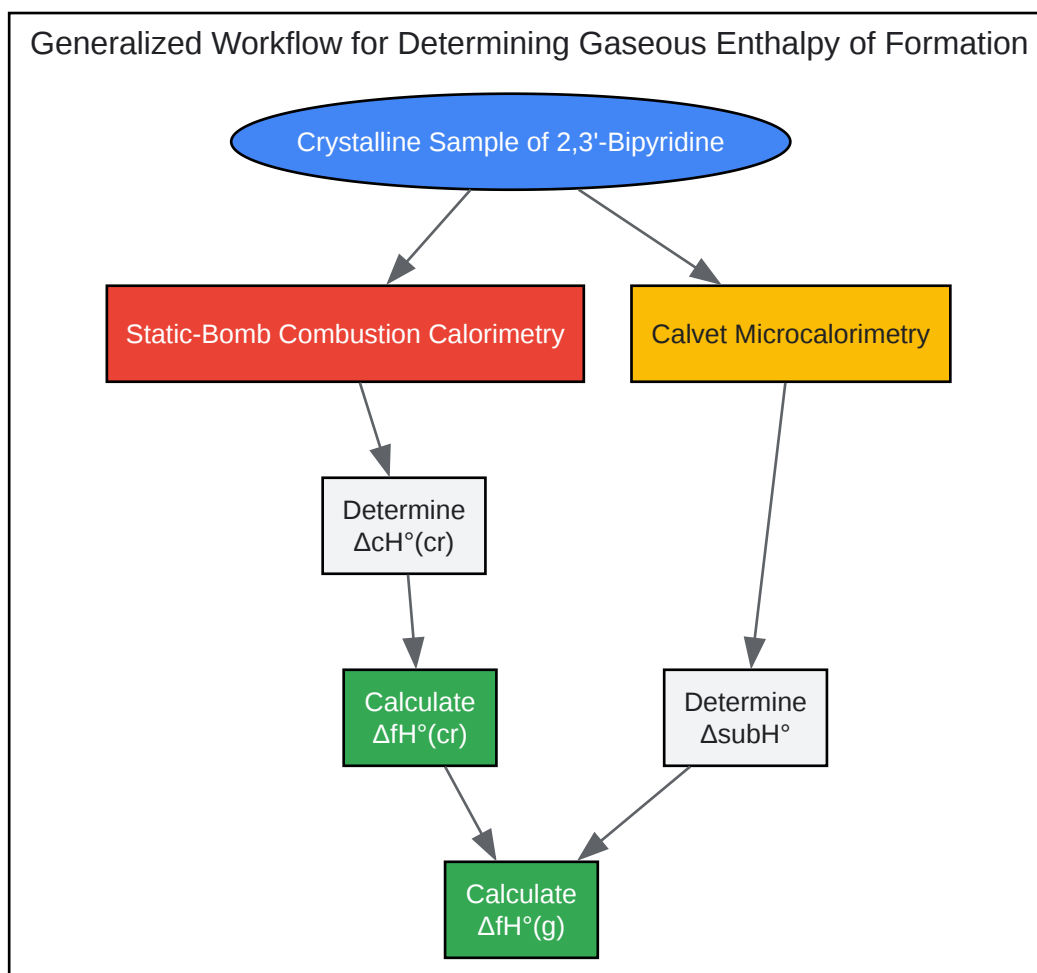 Generalized Workflow for Determining Gaseous Enthalpy of Formation
Crystalline Sample of 2,3'-Bipyridine
Static-Bomb Combustion Calorimetry
Calvet Microcalorimetry
Determine
ΔcH°(cr)
Calculate
ΔfH°(cr)
Determine
ΔsubH°
Calculate
ΔfH°(g)